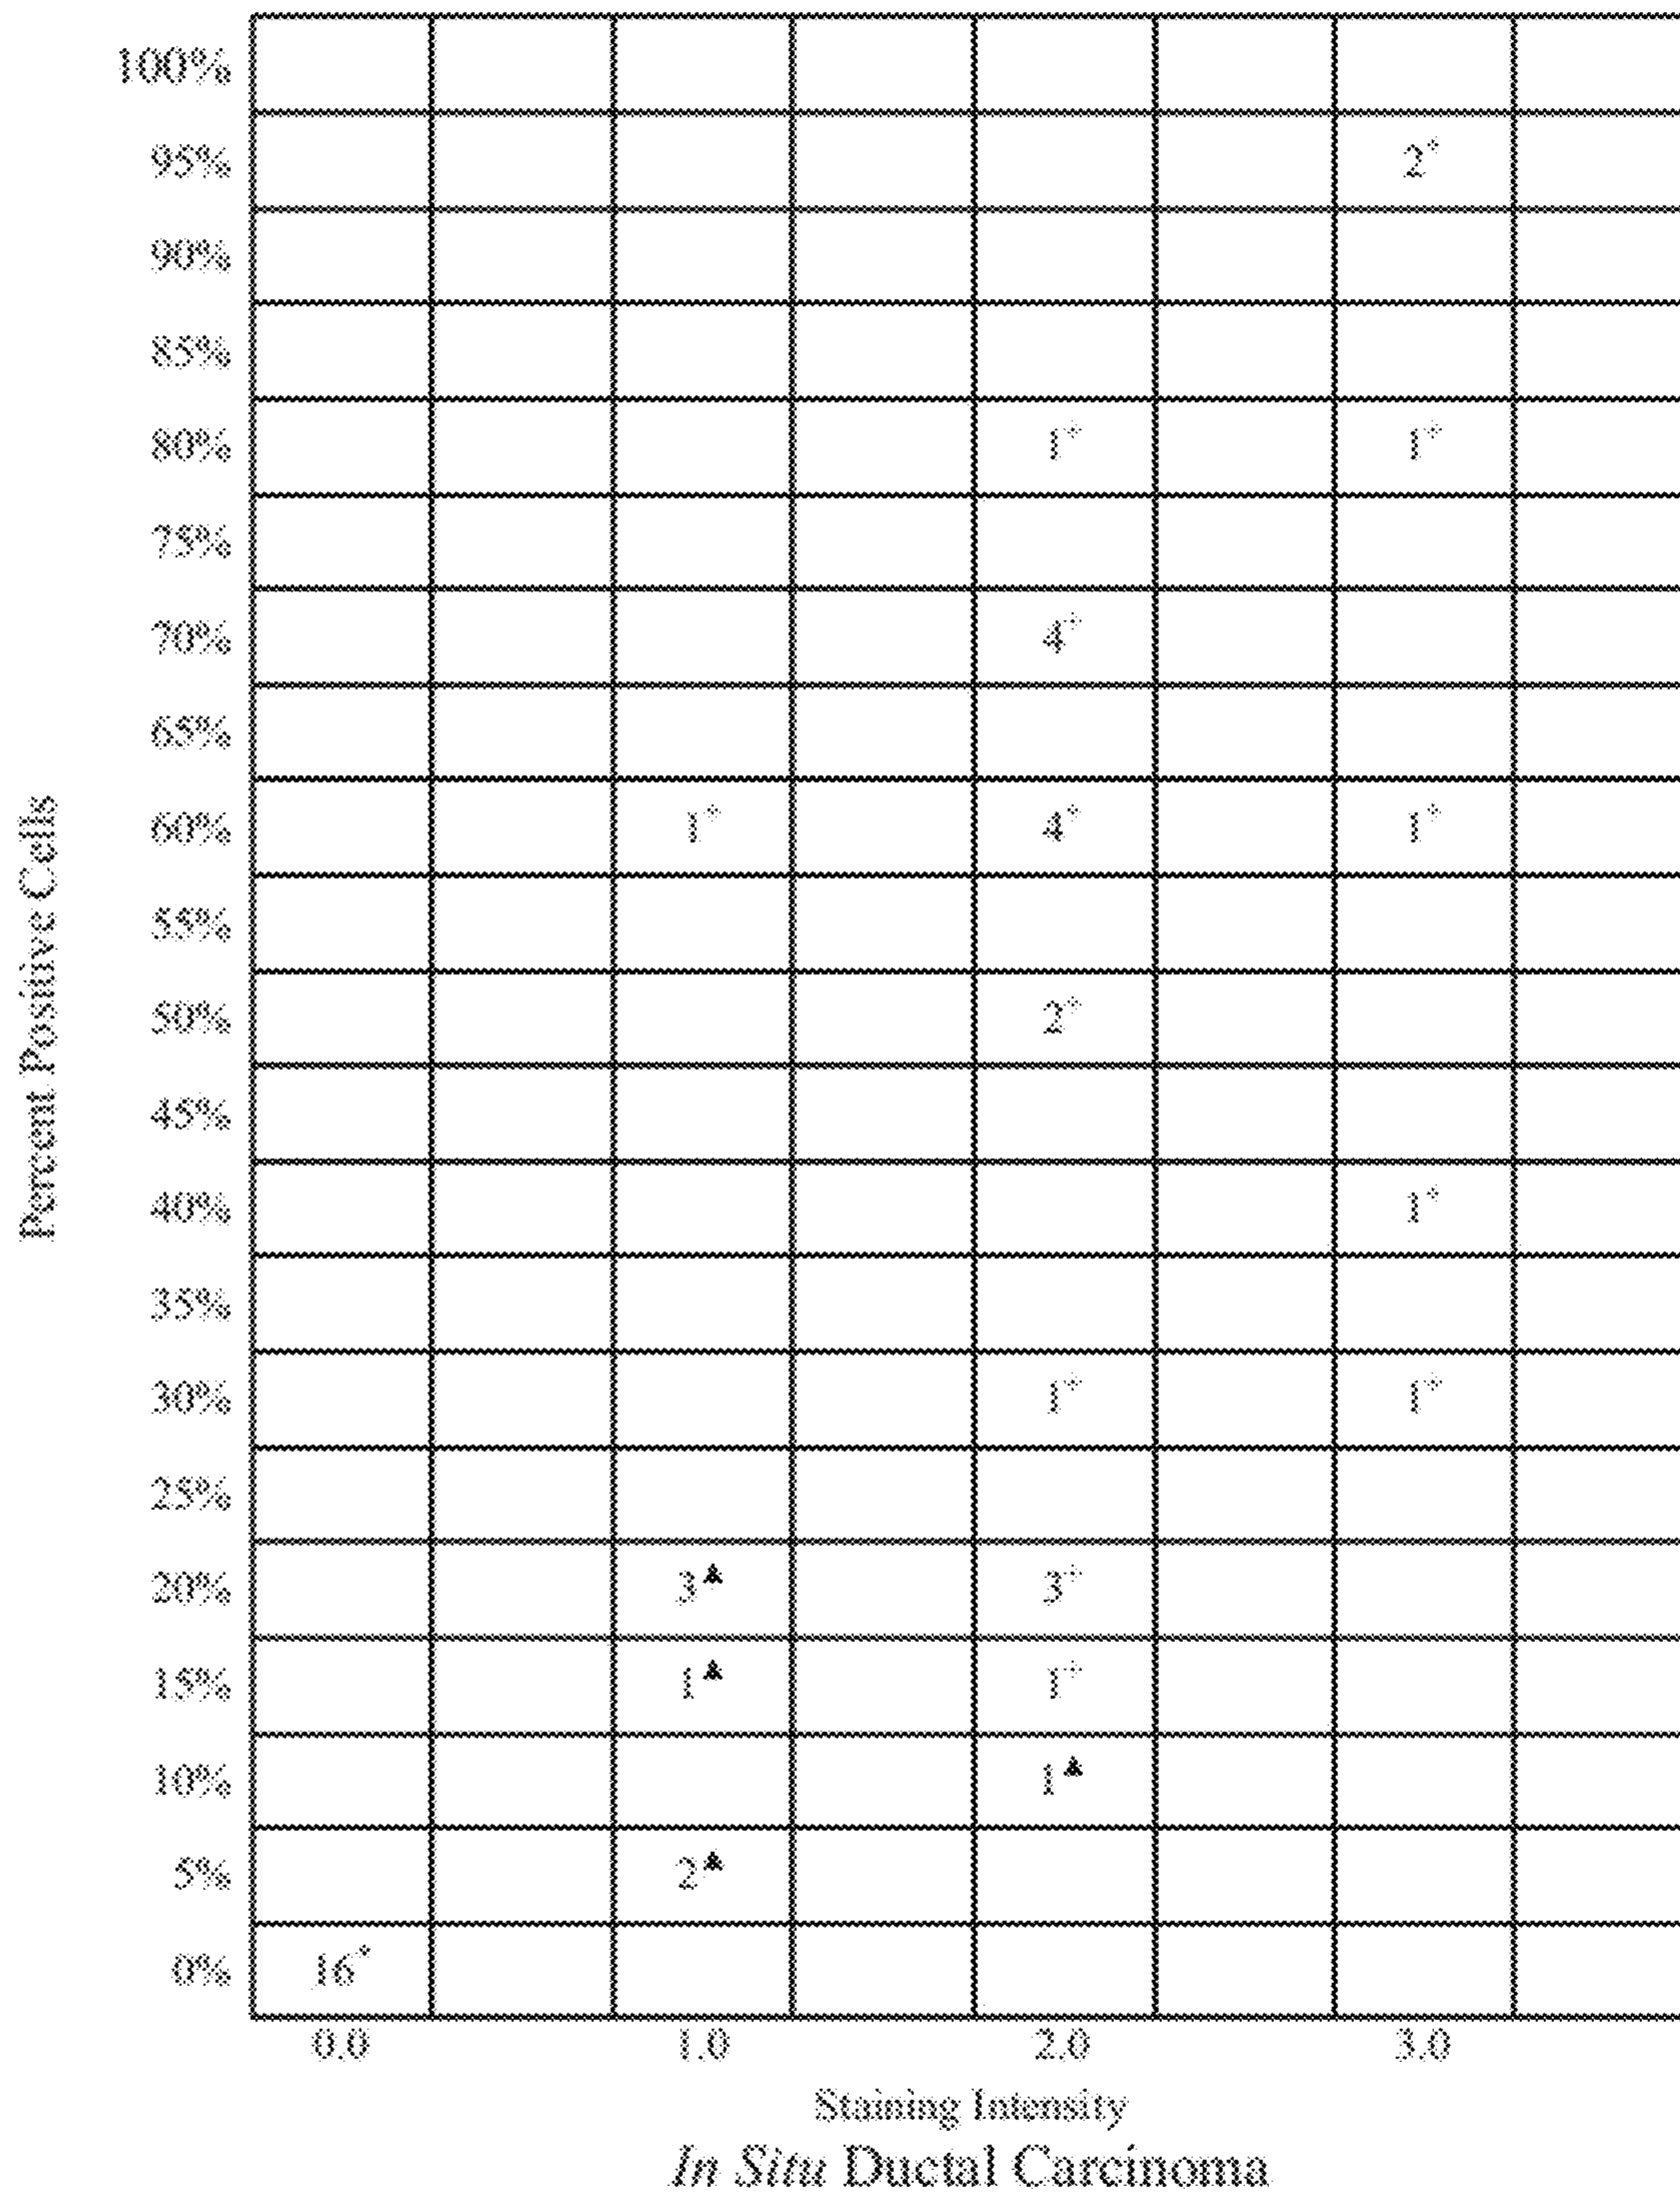 100%
95% 2+
90%
85%
80% 1+ 1+
75%
70% 4+
65%
60% 1+ 4+ 1+
55%
50% 2+
45%
40% 1+
35%
30% 1+ 1+
25%
20% 3▲ 3+
15% 1▲ 1+
10% 1▲
5% 2▲
0% 16*
Percent Positive Cells
0.0 1.0 2.0 3.0
Staining Intensity
In Situ Ductal Carcinoma